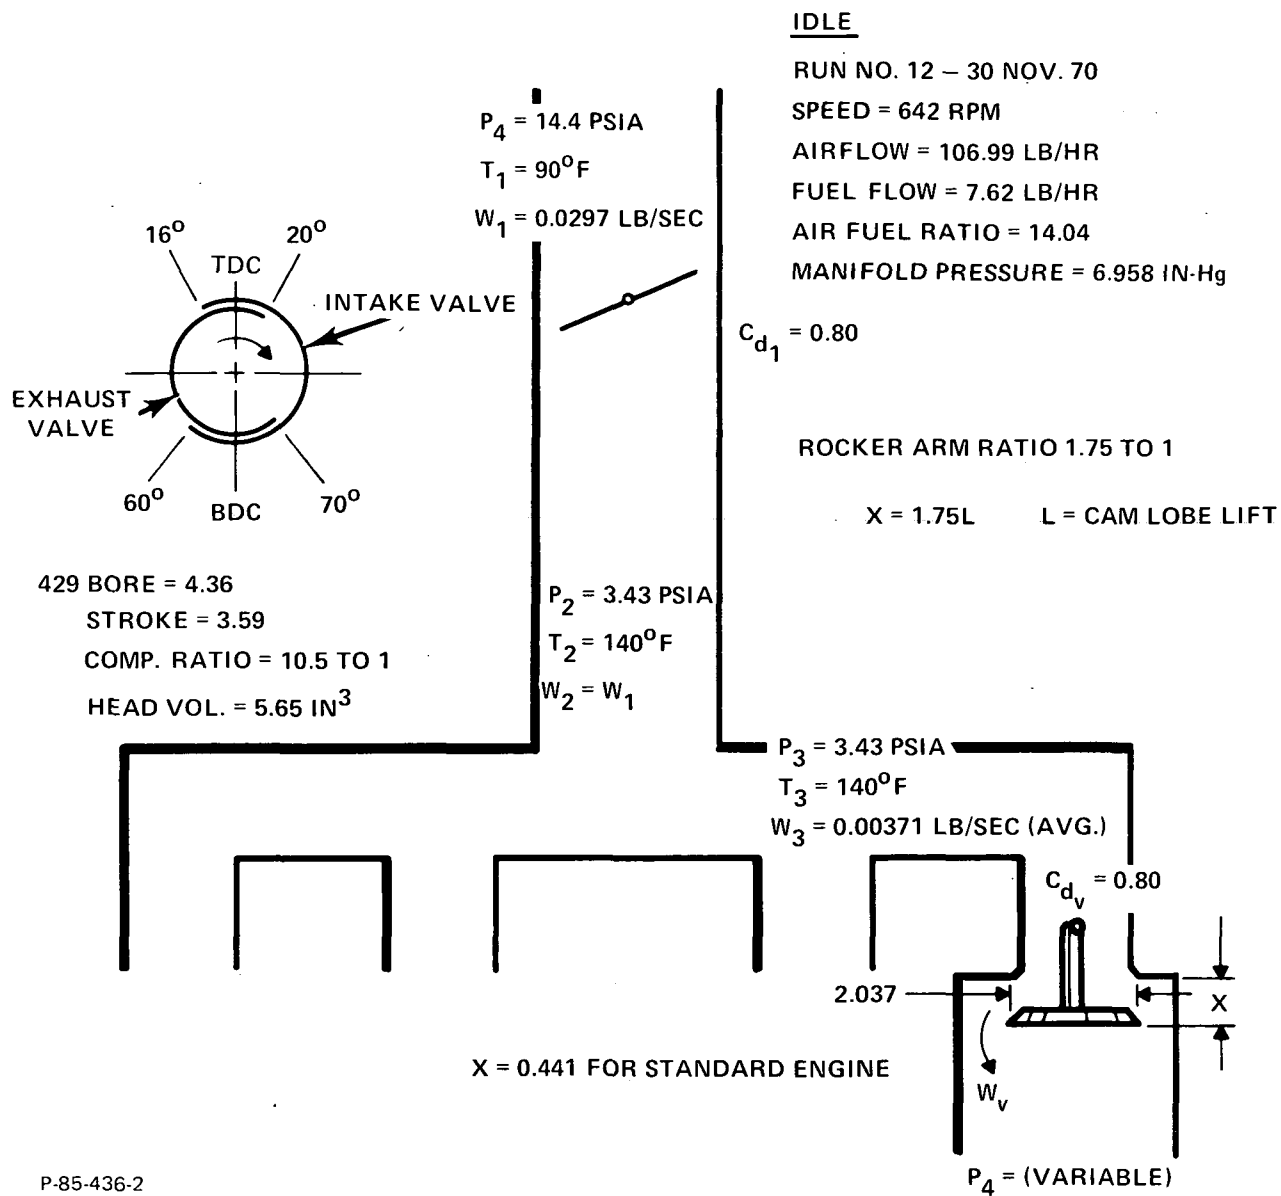 IDLE
RUN NO. 12 – 30 NOV. 70
SPEED = 642 RPM
AIRFLOW = 106.99 LB/HR
FUEL FLOW = 7.62 LB/HR
AIR FUEL RATIO = 14.04
MANIFOLD PRESSURE = 6.958 IN-Hg
P4 = 14.4 PSIA
T1 = 90°F
W1 = 0.0297 LB/SEC
16°
20°
TDC
INTAKE VALVE
EXHAUST
VALVE
60°
BDC
70°
Cd1 = 0.80
ROCKER ARM RATIO 1.75 TO 1
X = 1.75L L = CAM LOBE LIFT
429 BORE = 4.36
STROKE = 3.59
COMP. RATIO = 10.5 TO 1
HEAD VOL. = 5.65 IN3
P2 = 3.43 PSIA
T2 = 140°F
W2 = W1
P3 = 3.43 PSIA
T3 = 140°F
W3 = 0.00371 LB/SEC (AVG.)
Cdv = 0.80
2.037
X
X = 0.441 FOR STANDARD ENGINE
Wv
P4 = (VARIABLE)
P-85-436-2